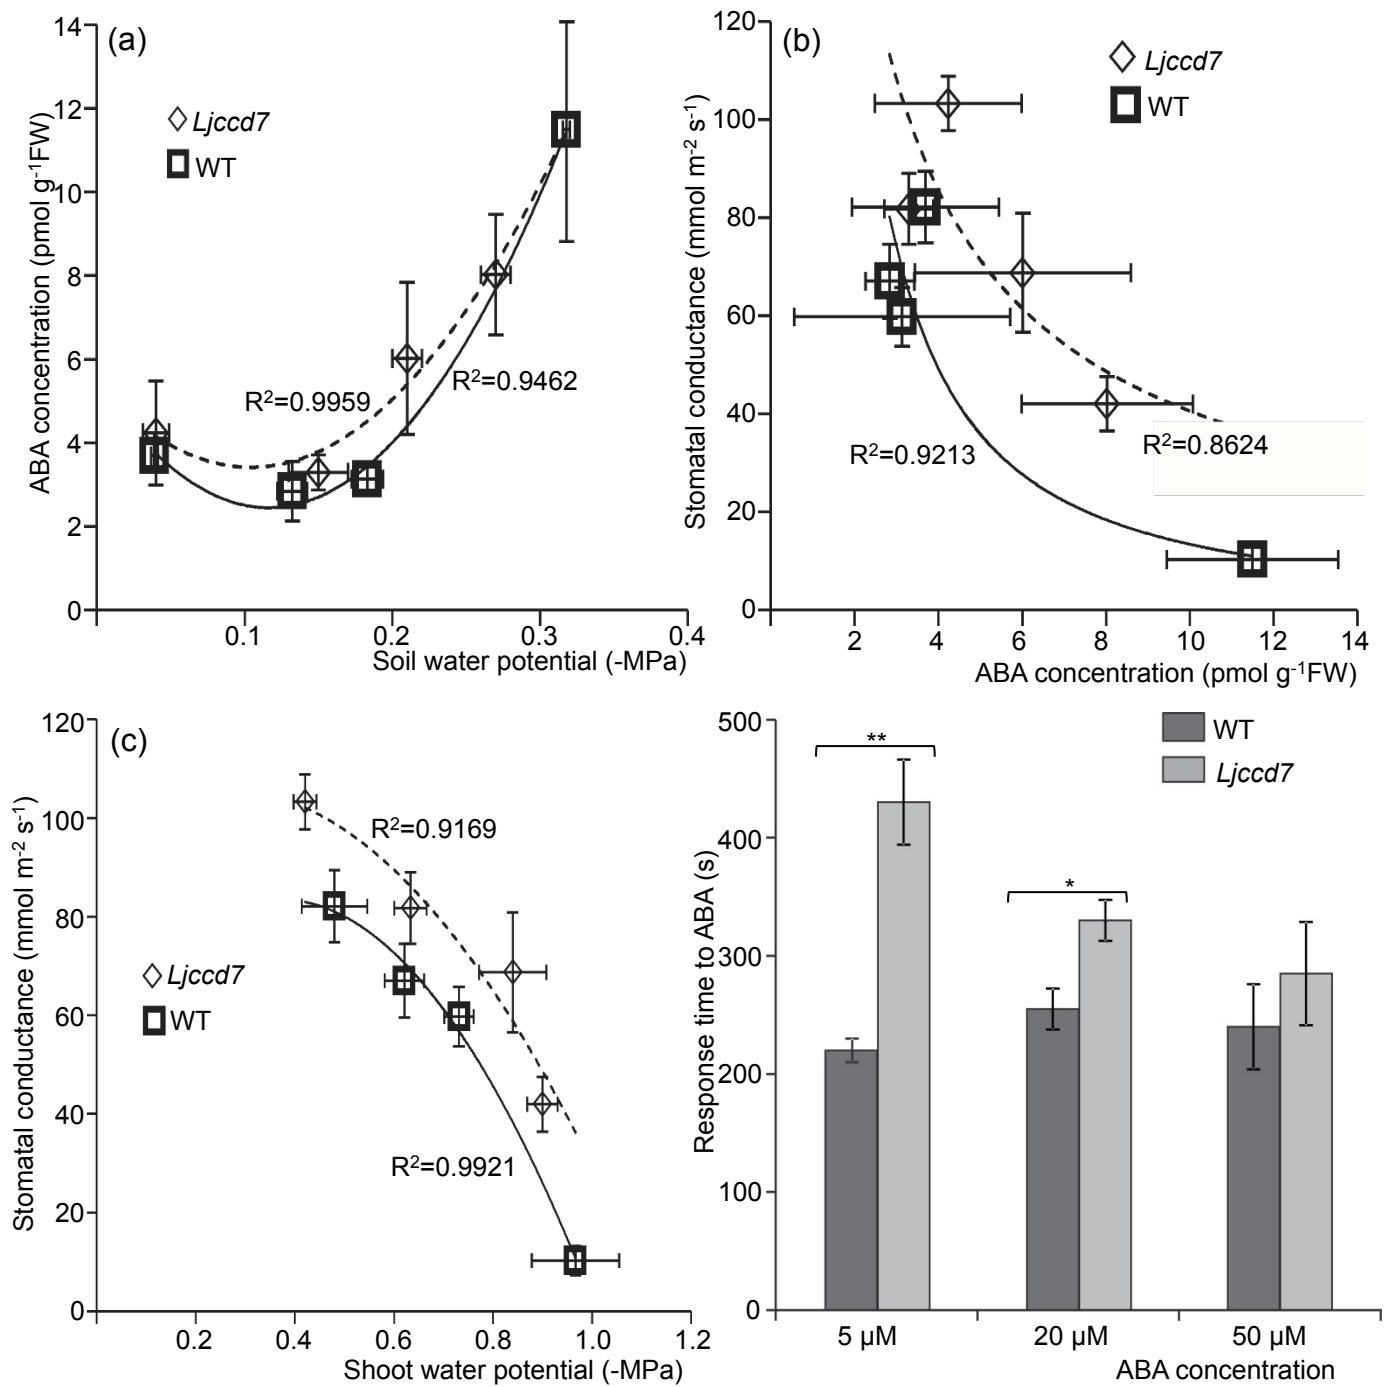 (a)
ABA concentration (pmol g⁻¹FW)
14
12
10
8
6
4
2
0
Ljccd7
WT
R²=0.9959
R²=0.9462
0.1 0.2 0.3 0.4
Soil water potential (-MPa)
(b)
Stomatal conductance (mmol m⁻² s⁻¹)
120
100
80
60
40
20
0
Ljccd7
WT
R²=0.9213
R²=0.8624
2 4 6 8 10 12 14
ABA concentration (pmol g⁻¹FW)
(c)
Stomatal conductance (mmol m⁻² s⁻¹)
120
100
80
60
40
20
0
R²=0.9169
Ljccd7
WT
R²=0.9921
0.2 0.4 0.6 0.8 1.0 1.2
Shoot water potential (-MPa)
Response time to ABA (s)
500
400
300
200
100
0
WT
Ljccd7
**
*
5 µM 20 µM 50 µM
ABA concentration